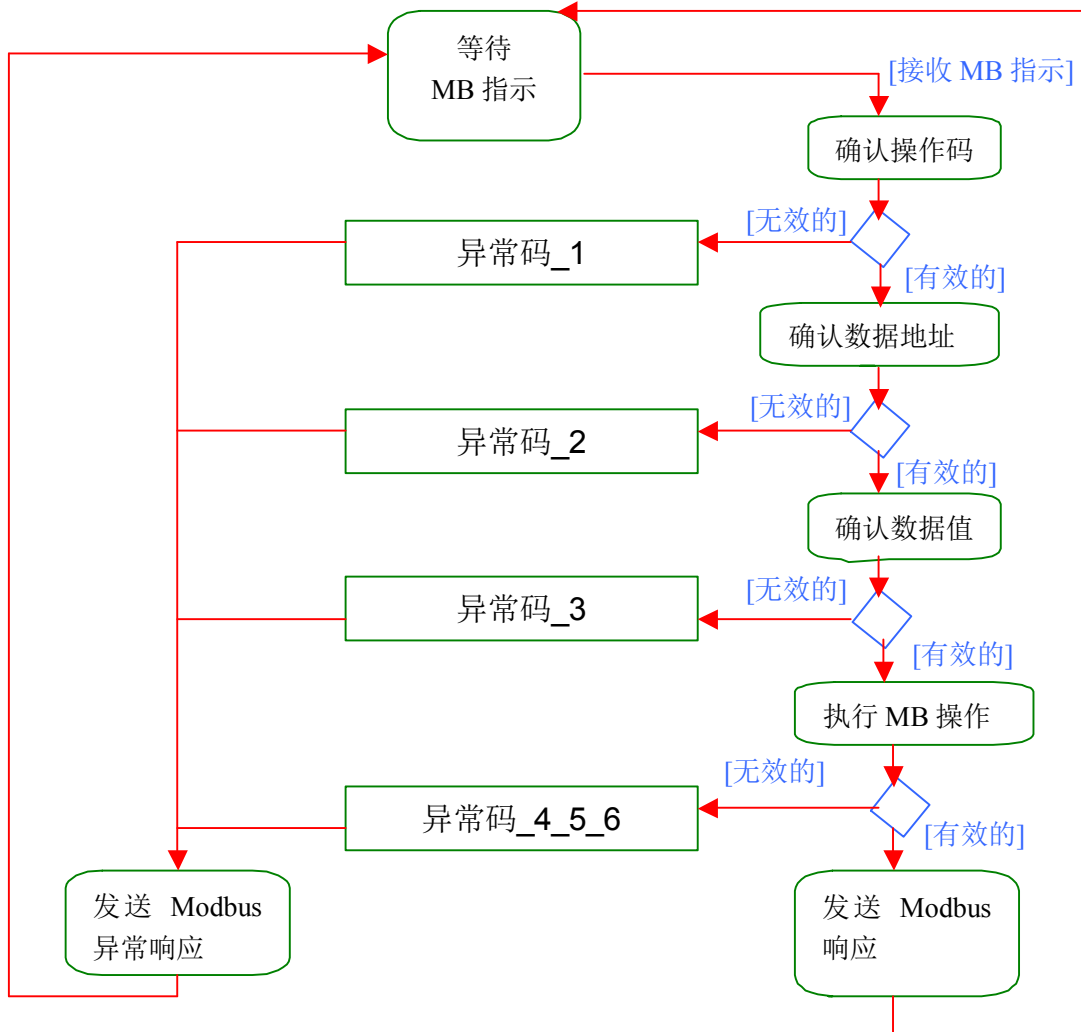 等待
MB 指示
[接收 MB 指示]
确认操作码
[无效的]
异常码_1
[有效的]
确认数据地址
[无效的]
异常码_2
[有效的]
确认数据值
[无效的]
异常码_3
[有效的]
执行 MB 操作
[无效的]
异常码_4_5_6
[有效的]
发送 Modbus
异常响应
发送 Modbus
响应